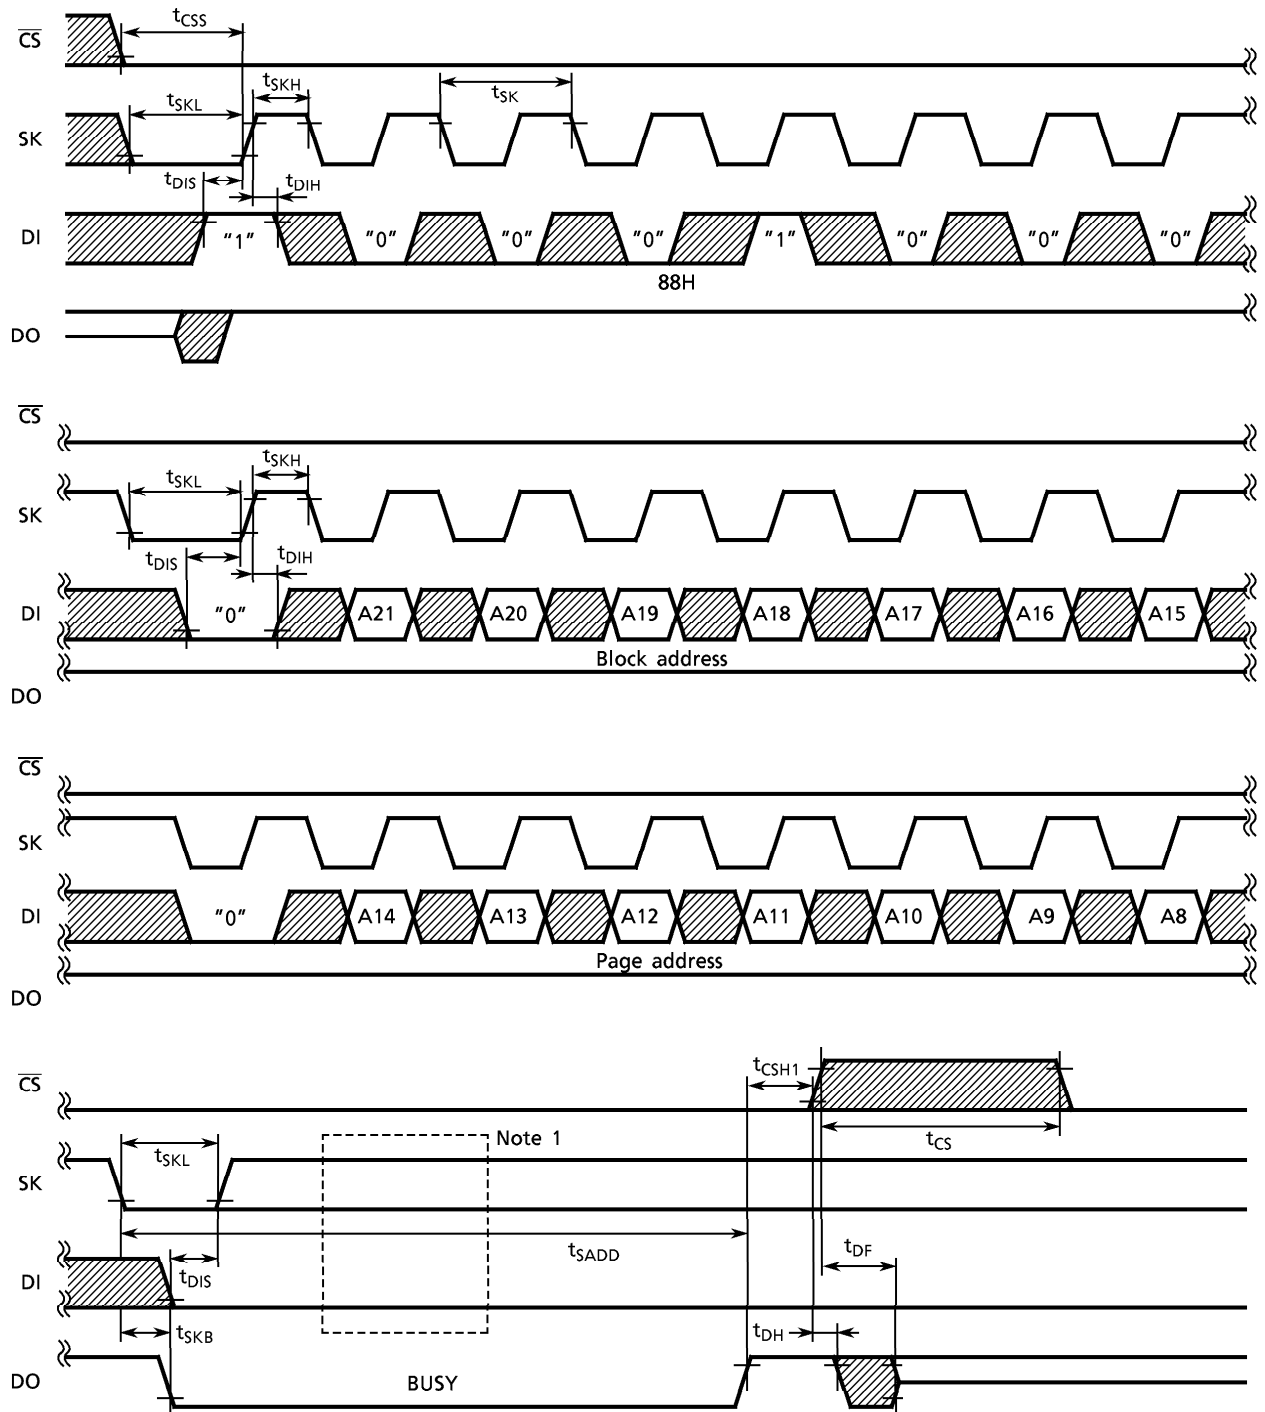 CS tCSS
SK tSKL tSKH tSK
tDIS tDIH
DI "1" "0" "0" "0" "1" "0" "0" "0"
88H
DO
CS
SK tSKL tSKH
tDIS tDIH
DI "0" A21 A20 A19 A18 A17 A16 A15
Block address
DO
CS
SK
DI "0" A14 A13 A12 A11 A10 A9 A8
Page address
DO
CS tCSH1
tCS
Note 1
SK tSKL
tSADD
DI tDIS tDF
tSKB tDH
DO BUSY